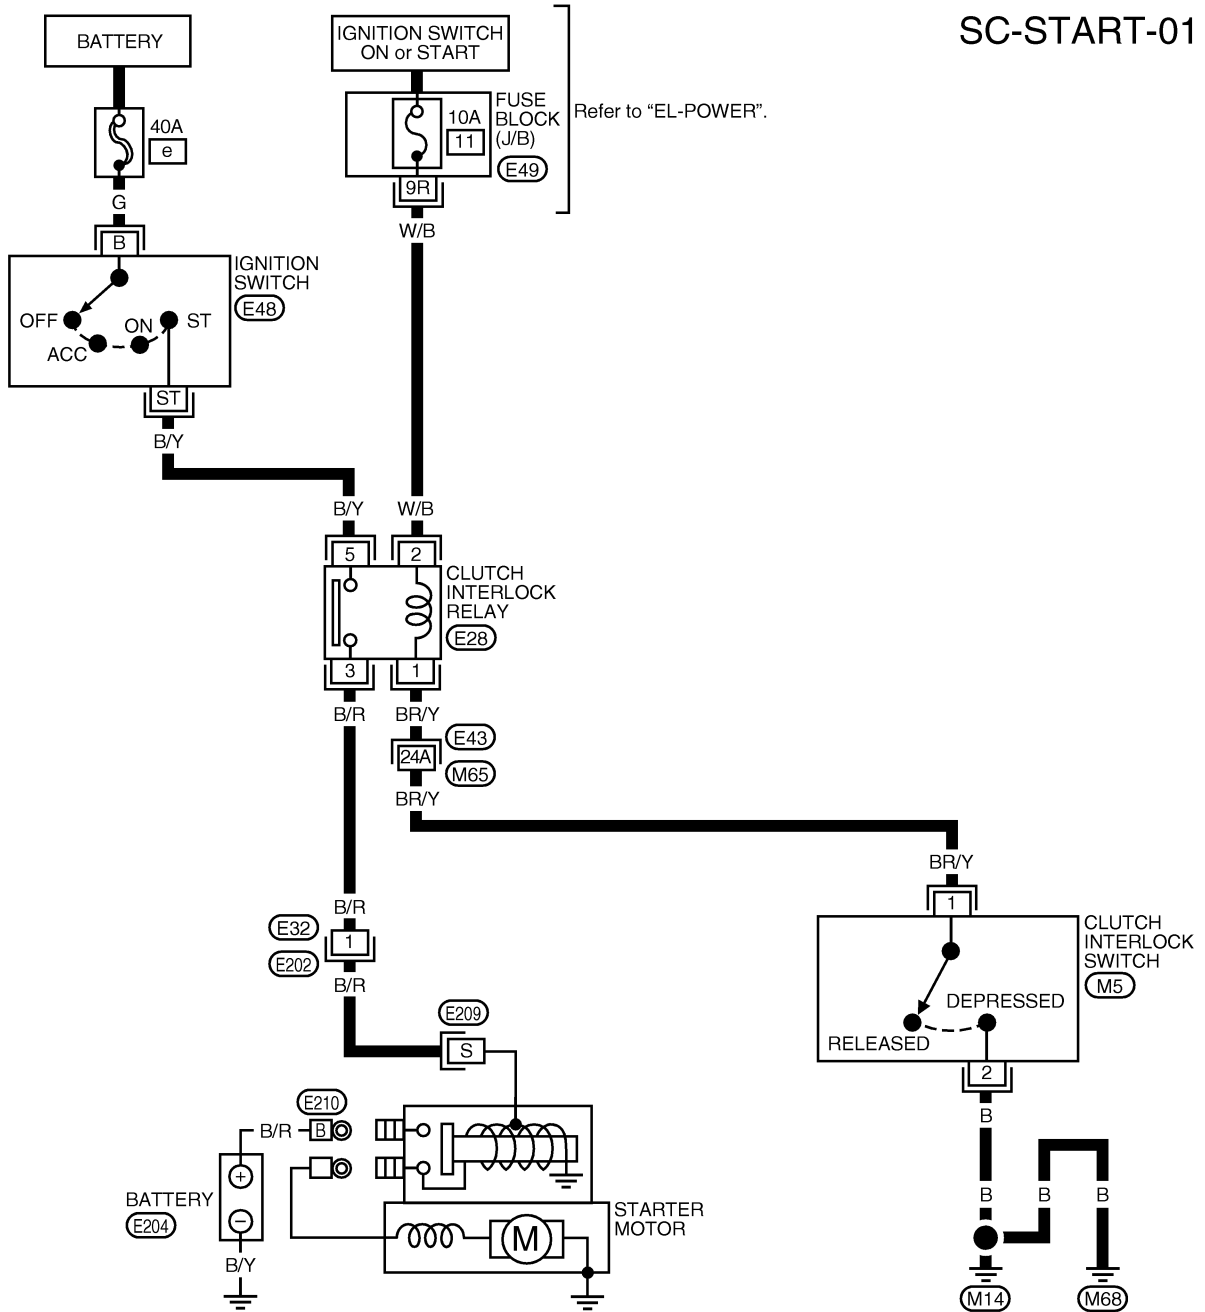 SC-START-01
BATTERY
IGNITION SWITCH
ON or START
40A
e
FUSE
BLOCK
(J/B)
E49
10A
11
Refer to “EL-POWER”.
9R
G
W/B
B
IGNITION
SWITCH
E48
OFF
ACC
ON
ST
ST
B/Y
B/Y
W/B
5
2
CLUTCH
INTERLOCK
RELAY
E28
3
1
B/R
BR/Y
E43
24A
M65
BR/Y
BR/Y
1
CLUTCH
INTERLOCK
SWITCH
M5
DEPRESSED
RELEASED
2
B/R
E32
1
E202
B/R
E209
S
E210
B/R
B
+
−
BATTERY
E204
B/Y
STARTER
MOTOR
M
B
B
B
B
M14
M68